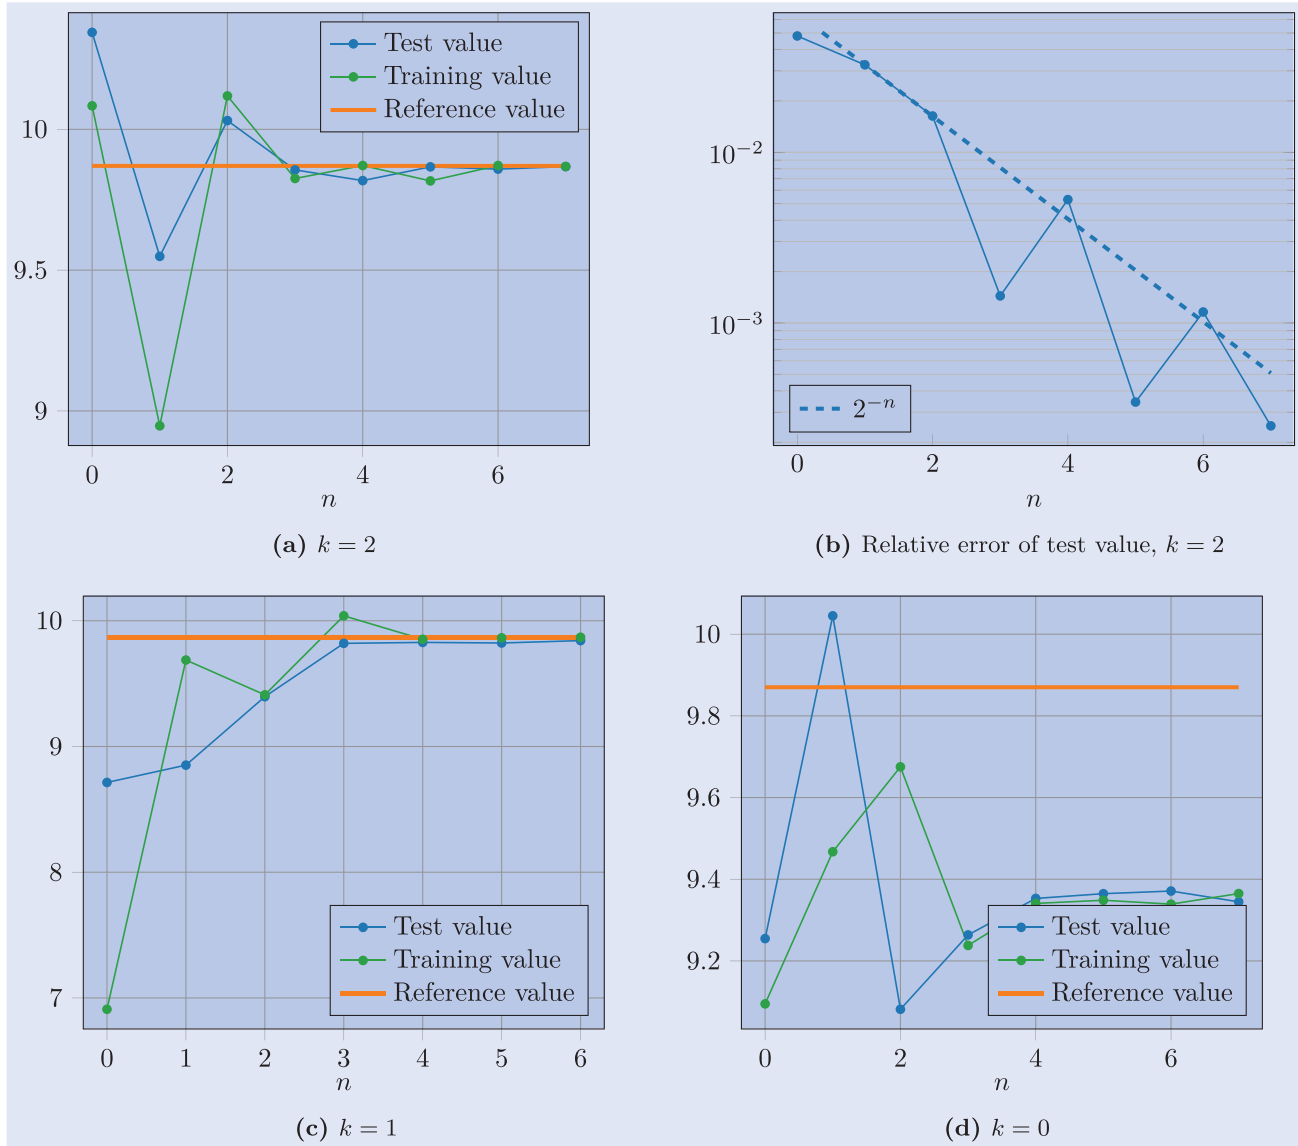 Test value
Training value
Reference value
10
9.5
9
0 2 4 6
n
(a) k = 2
10⁻²
10⁻³
2⁻ⁿ
0 2 4 6
n
(b) Relative error of test value, k = 2
10
9
8
7
Test value
Training value
Reference value
0 1 2 3 4 5 6
n
(c) k = 1
10
9.8
9.6
9.4
9.2
Test value
Training value
Reference value
0 2 4 6
n
(d) k = 0